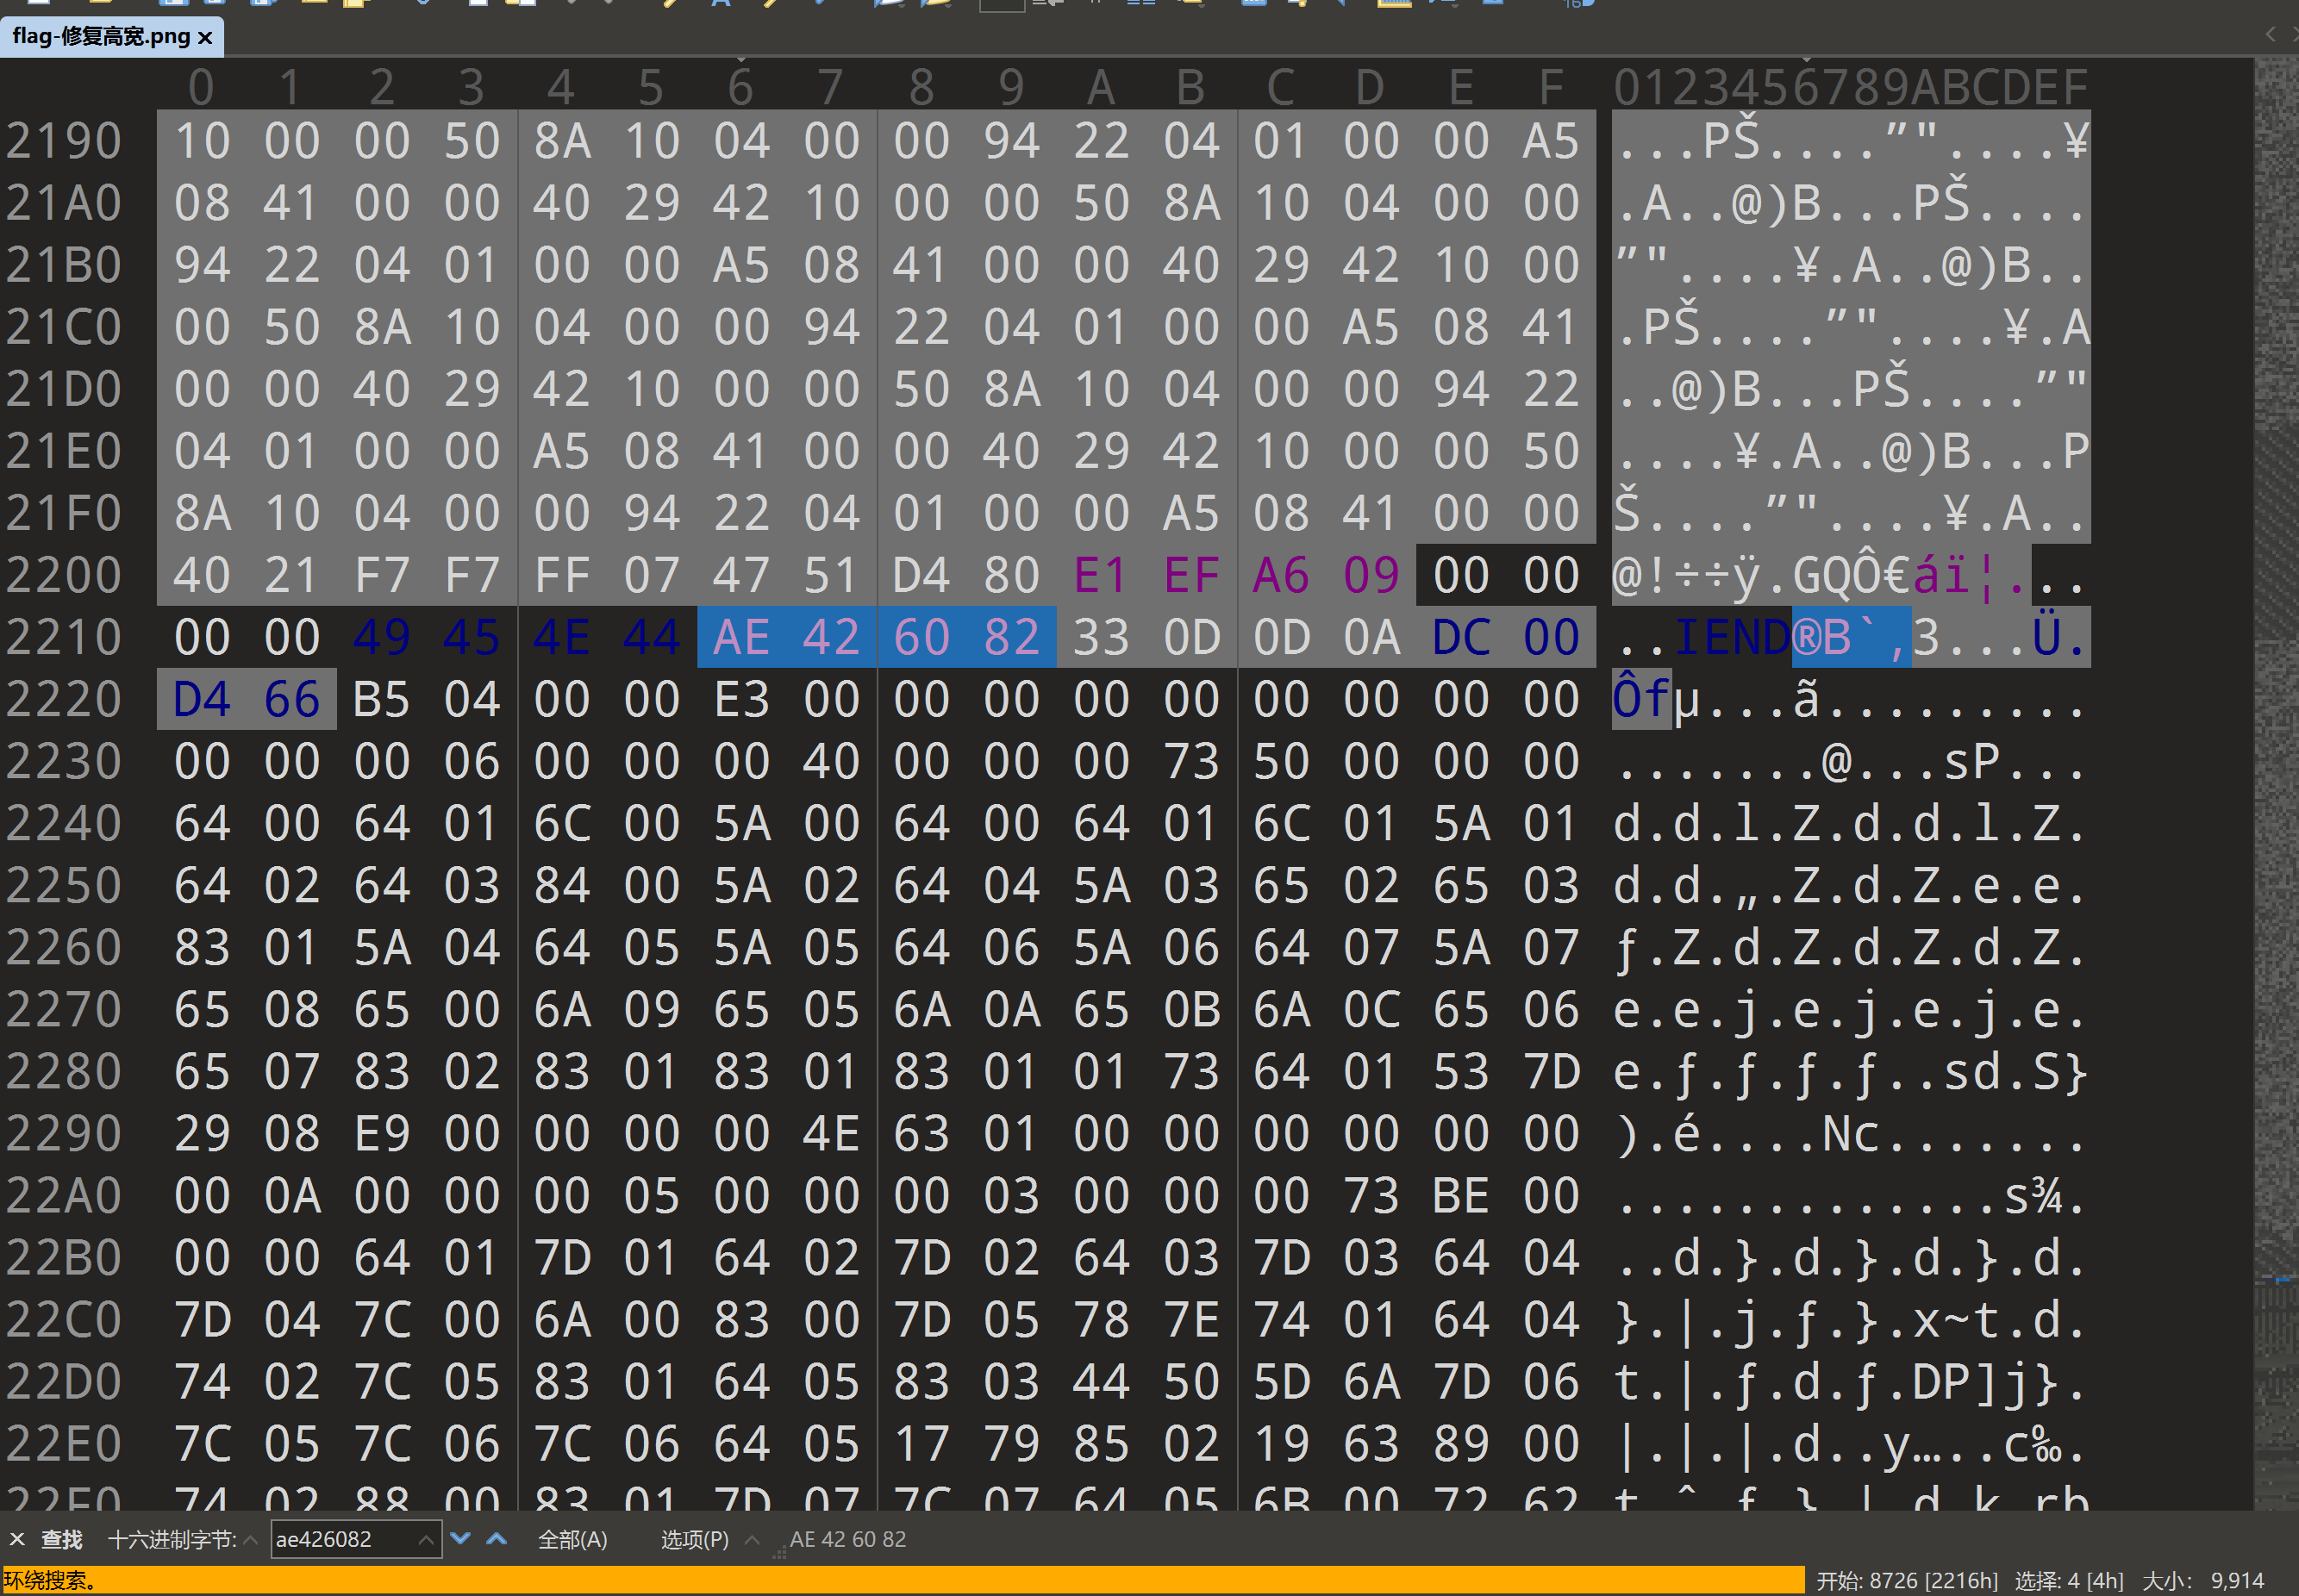 flag-修复高宽.png ×
0 1 2 3 4 5 6 7 8 9 A B C D E F 0123456789ABCDEF
2190 10 00 00 50 8A 10 04 00 00 94 22 04 01 00 00 A5 ...PŠ....”"....¥
21A0 08 41 00 00 40 29 42 10 00 00 50 8A 10 04 00 00 .A..@)B...PŠ....
21B0 94 22 04 01 00 00 A5 08 41 00 00 40 29 42 10 00 ”"....¥.A..@)B..
21C0 00 50 8A 10 04 00 00 94 22 04 01 00 00 A5 08 41 .PŠ....”"....¥.A
21D0 00 00 40 29 42 10 00 00 50 8A 10 04 00 00 94 22 ..@)B...PŠ....”"
21E0 04 01 00 00 A5 08 41 00 00 40 29 42 10 00 00 50 ....¥.A..@)B...P
21F0 8A 10 04 00 00 94 22 04 01 00 00 A5 08 41 00 00 Š....”"....¥.A..
2200 40 21 F7 F7 FF 07 47 51 D4 80 E1 EF A6 09 00 00 @!÷÷ÿ.GQÔ€áï¦...
2210 00 00 49 45 4E 44 AE 42 60 82 33 0D 0D 0A DC 00 ..IEND®B`‚3...Ü.
2220 D4 66 B5 04 00 00 E3 00 00 00 00 00 00 00 00 00 Ôfµ...ã.........
2230 00 00 00 06 00 00 00 40 00 00 00 73 50 00 00 00 .......@...sP...
2240 64 00 64 01 6C 00 5A 00 64 00 64 01 6C 01 5A 01 d.d.l.Z.d.d.l.Z.
2250 64 02 64 03 84 00 5A 02 64 04 5A 03 65 02 65 03 d.d.„.Z.d.Z.e.e.
2260 83 01 5A 04 64 05 5A 05 64 06 5A 06 64 07 5A 07 ƒ.Z.d.Z.d.Z.d.Z.
2270 65 08 65 00 6A 09 65 05 6A 0A 65 0B 6A 0C 65 06 e.e.j.e.j.e.j.e.
2280 65 07 83 02 83 01 83 01 83 01 01 73 64 01 53 7D e.ƒ.ƒ.ƒ.ƒ..sd.S}
2290 29 08 E9 00 00 00 00 4E 63 01 00 00 00 00 00 00 ).é....Nc.......
22A0 00 0A 00 00 00 05 00 00 00 03 00 00 00 73 BE 00 .............s¾.
22B0 00 00 64 01 7D 01 64 02 7D 02 64 03 7D 03 64 04 ..d.}.d.}.d.}.d.
22C0 7D 04 7C 00 6A 00 83 00 7D 05 78 7E 74 01 64 04 }.|.j.ƒ.}.x~t.d.
22D0 74 02 7C 05 83 01 64 05 83 03 44 50 5D 6A 7D 06 t.|.ƒ.d.ƒ.DP]j}.
22E0 7C 05 7C 06 7C 06 64 05 17 79 85 02 19 63 89 00 |.|.|.d..y…..c‰.
22F0 74 02 88 00 83 01 7D 07 7C 07 64 05 6B 00 72 62 t.ˆ.ƒ.}.|.d.k.rb
× 查找 十六进制字节: ae426082 全部(A) 选项(P) AE 42 60 82
环绕搜索。 开始: 8726 [2216h] 选择: 4 [4h] 大小: 9,914